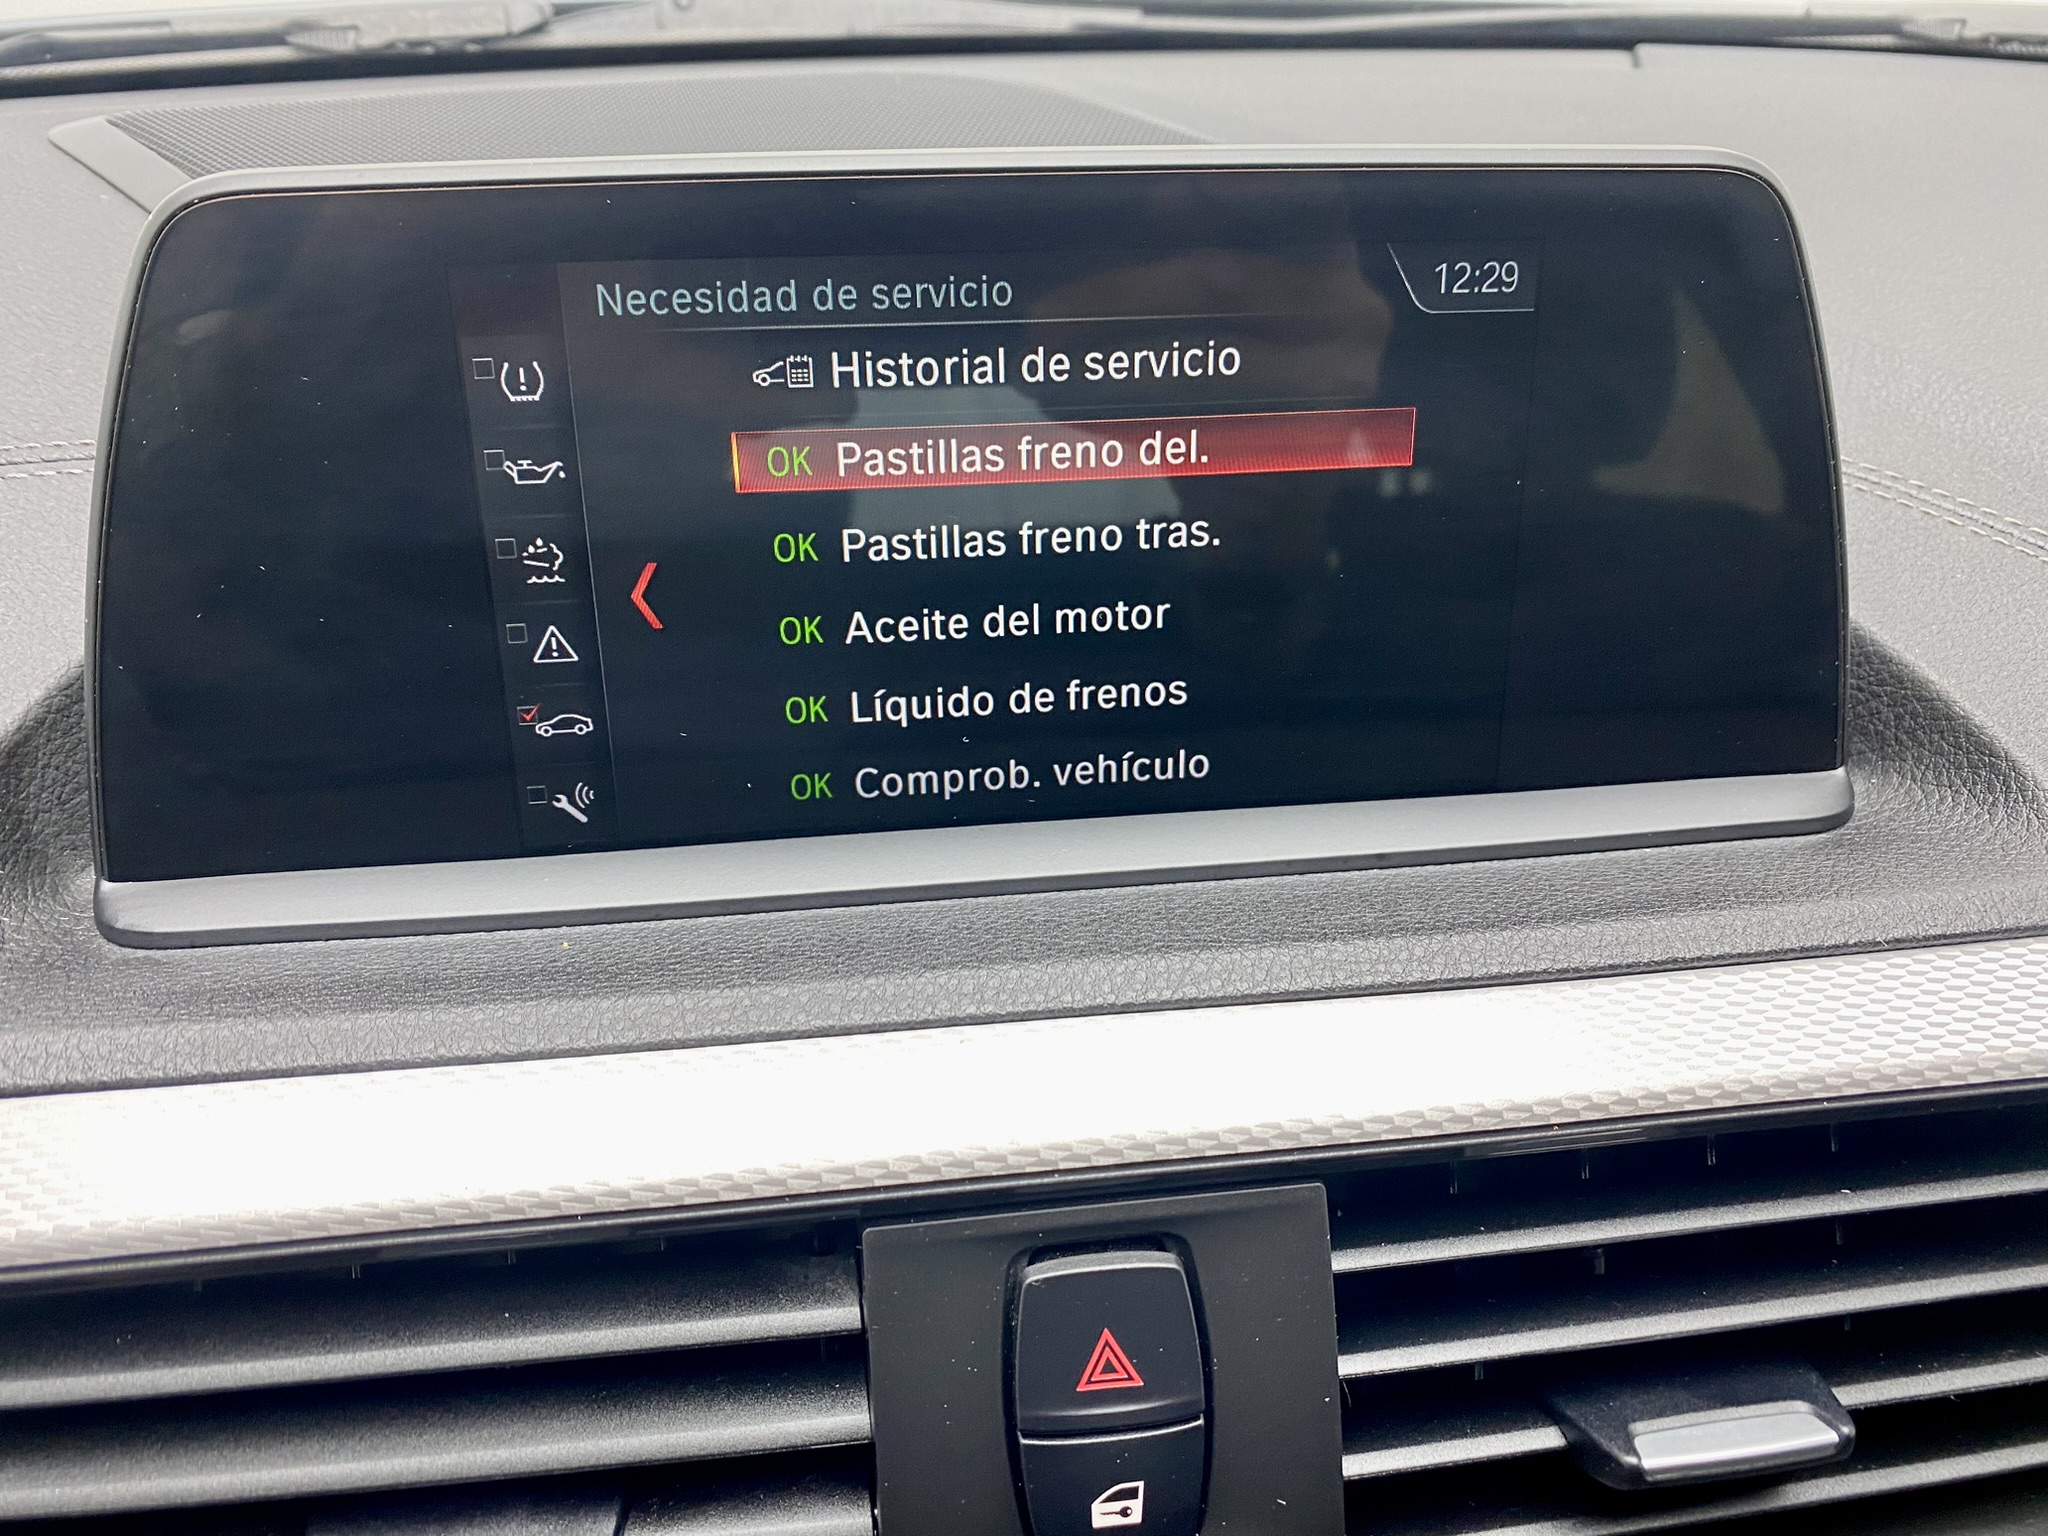 Necesidad de servicio
12:29
Historial de servicio
OK Pastillas freno del.
OK Pastillas freno tras.
OK Aceite del motor
OK Líquido de frenos
OK Comprob. vehículo